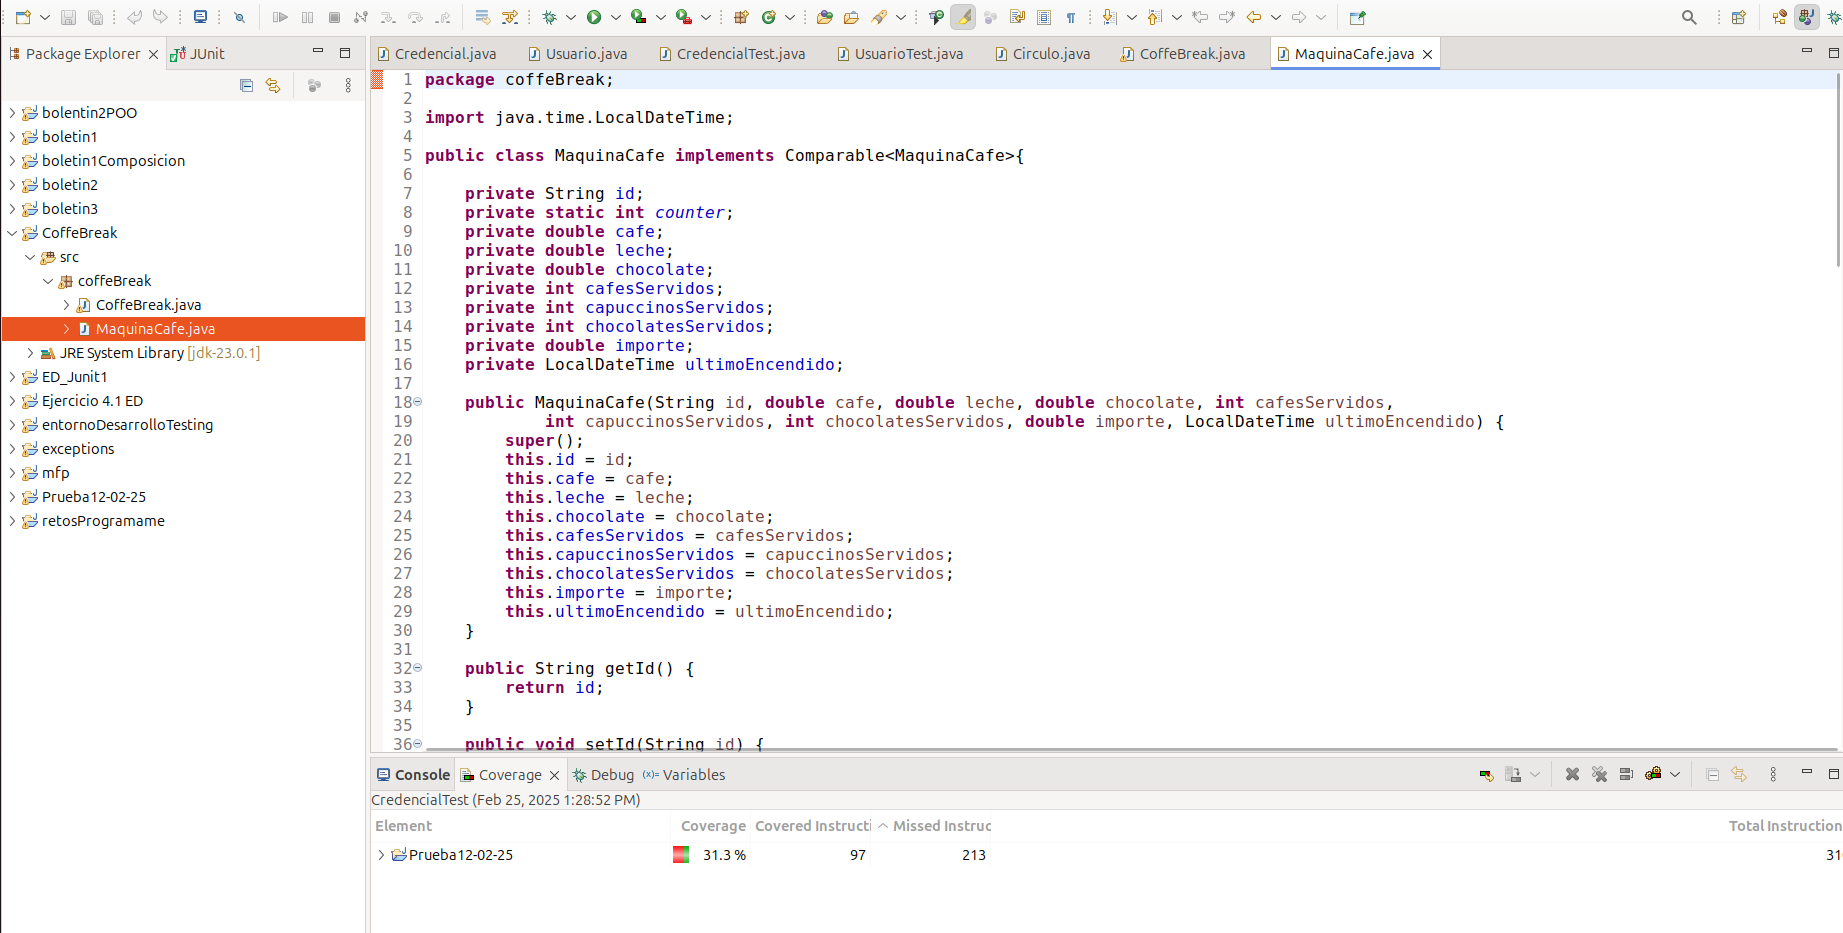 Package Explorer
JUnit
bolentin2POO
boletin1
boletin1Composicion
boletin2
boletin3
CoffeBreak
src
coffeBreak
CoffeBreak.java
MaquinaCafe.java
JRE System Library [jdk-23.0.1]
ED_Junit1
Ejercicio 4.1 ED
entornoDesarrolloTesting
exceptions
mfp
Prueba12-02-25
retosPrograme
Credencial.java
Usuario.java
CredencialTest.java
UsuarioTest.java
Circulo.java
CoffeBreak.java
MaquinaCafe.java
1 package coffeBreak;
2
3 import java.time.LocalDateTime;
4
5 public class MaquinaCafe implements Comparable<MaquinaCafe>{
6
7 private String id;
8 private static int counter;
9 private double cafe;
10 private double leche;
11 private double chocolate;
12 private int cafesServidos;
13 private int capuccinosServidos;
14 private int chocolatesServidos;
15 private double importe;
16 private LocalDateTime ultimoEncendido;
17
18 public MaquinaCafe(String id, double cafe, double leche, double chocolate, int cafesServidos,
19 int capuccinosServidos, int chocolatesServidos, double importe, LocalDateTime ultimoEncendido) {
20 super();
21 this.id = id;
22 this.cafe = cafe;
23 this.leche = leche;
24 this.chocolate = chocolate;
25 this.cafesServidos = cafesServidos;
26 this.capuccinosServidos = capuccinosServidos;
27 this.chocolatesServidos = chocolatesServidos;
28 this.importe = importe;
29 this.ultimoEncendido = ultimoEncendido;
30 }
31
32 public String getId() {
33 return id;
34 }
35
36 public void setId(String id) {
Console
Coverage
Debug
(x)= Variables
CredencialTest (Feb 25, 2025 1:28:52 PM)
Element Coverage Covered Instructi Missed Instruc Total Instruction
Prueba12-02-25 31.3 % 97 213 31